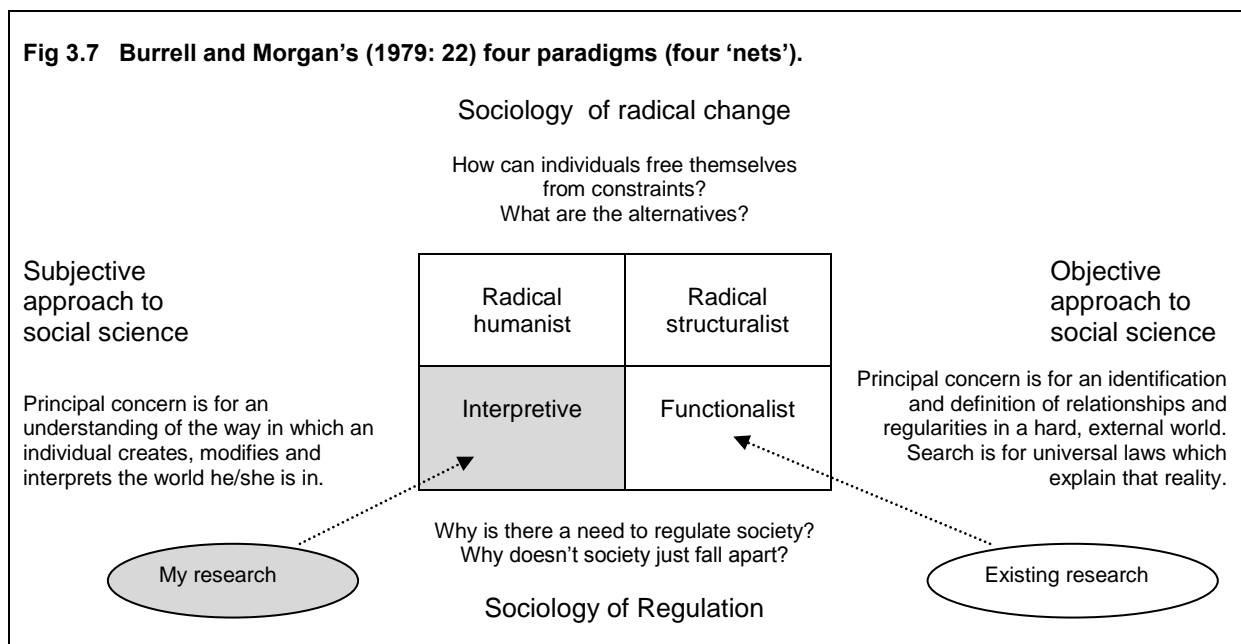 Fig 3.7 Burrell and Morgan’s (1979: 22) four paradigms (four ‘nets’).
Sociology of radical change
How can individuals free themselves
from constraints?
What are the alternatives?
Subjective
approach to
social science
Principal concern is for an
understanding of the way in which an
individual creates, modifies and
interprets the world he/she is in.
Radical
humanist
Radical
structuralist
Interpretive
Functionalist
Objective
approach to
social science
Principal concern is for an identification
and definition of relationships and
regularities in a hard, external world.
Search is for universal laws which
explain that reality.
Why is there a need to regulate society?
Why doesn’t society just fall apart?
My research
Existing research
Sociology of Regulation